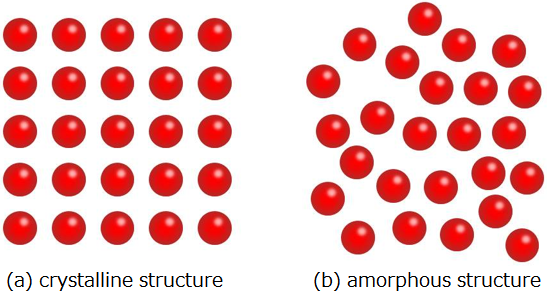 (a) crystalline structure
(b) amorphous structure